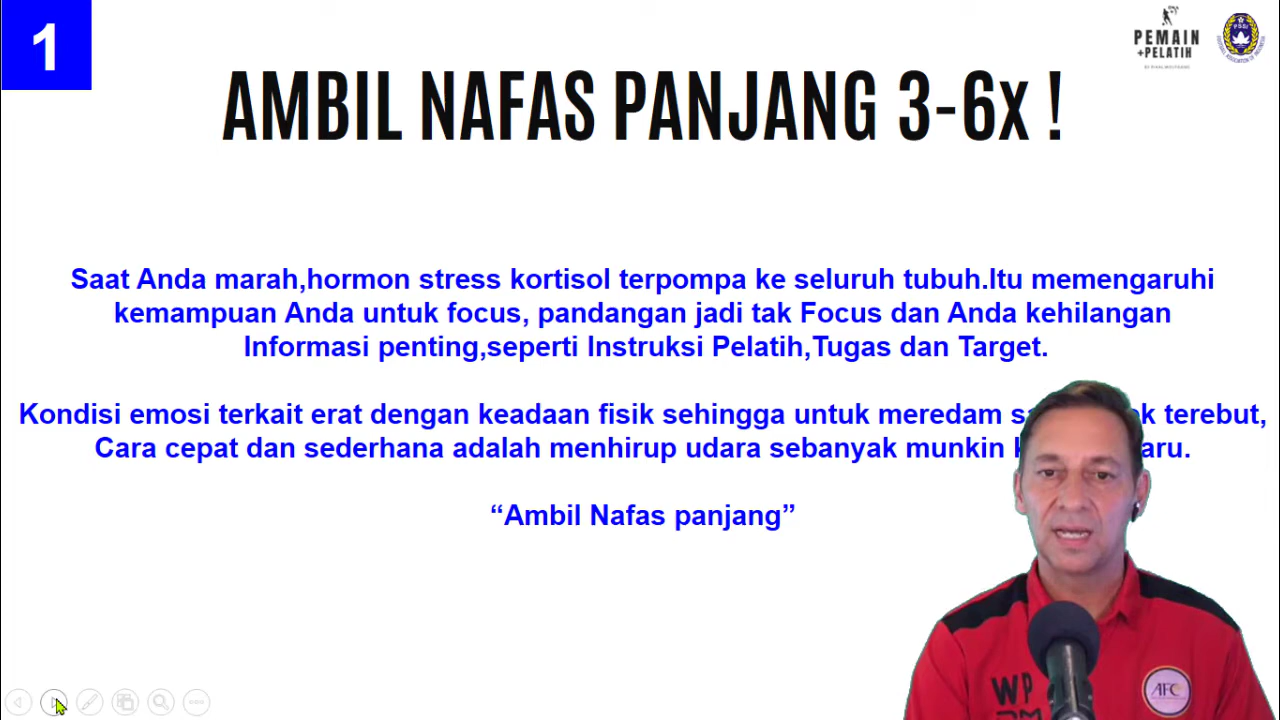 1
PEMAIN
+PELATIH
PSSI
AMBIL NAFAS PANJANG 3-6x !
Saat Anda marah,hormon stress kortisol terpompa ke seluruh tubuh.Itu memengaruhi
kemampuan Anda untuk focus, pandangan jadi tak Focus dan Anda kehilangan
Informasi penting,seperti Instruksi Pelatih,Tugas dan Target.
Kondisi emosi terkait erat dengan keadaan fisik sehingga untuk meredam terebut,
Cara cepat dan sederhana adalah menhirup udara sebanyak munkin
“Ambil Nafas panjang”
WP
AFC